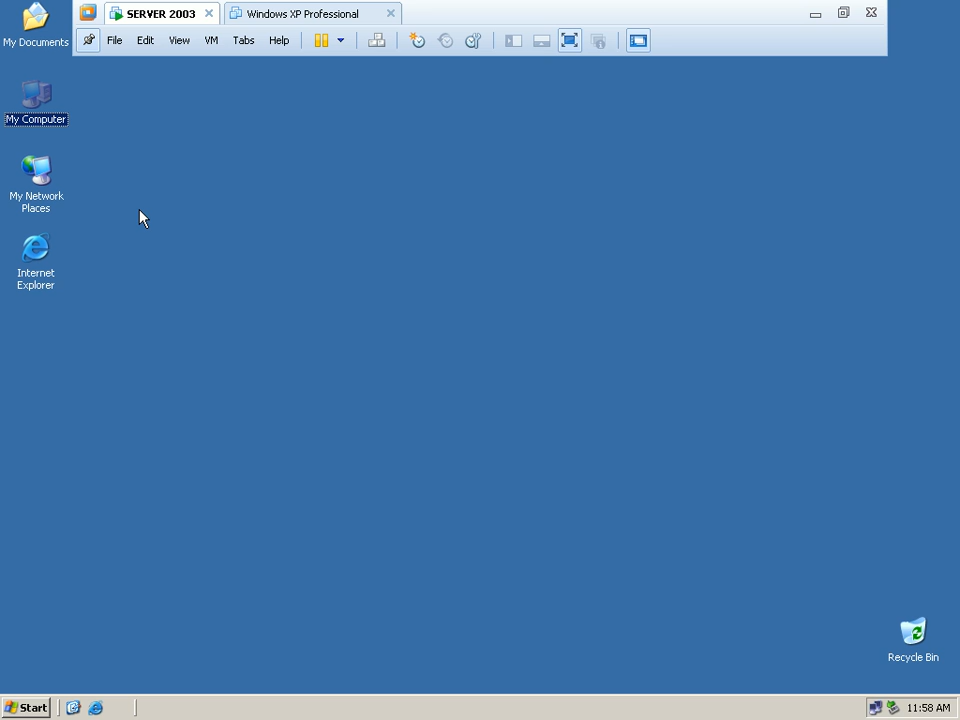 SERVER 2003
Windows XP Professional
File Edit View VM Tabs Help
My Documents
My Computer
My Network
Places
Internet
Explorer
Recycle Bin
Start
11:58 AM